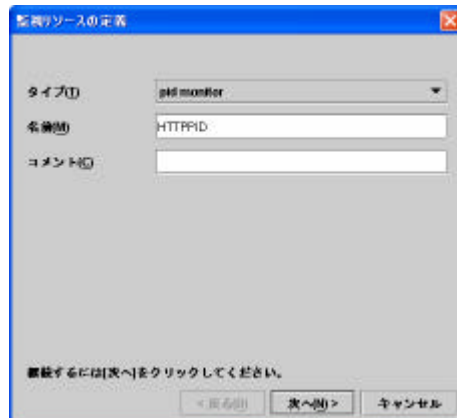 監視リソースの定義
タイプ(T) pid monitor
名前(M) HTTPPID
コメント(C)
継続するには[次へ]をクリックしてください。
< 戻る(B) 次へ(N) > キャンセル